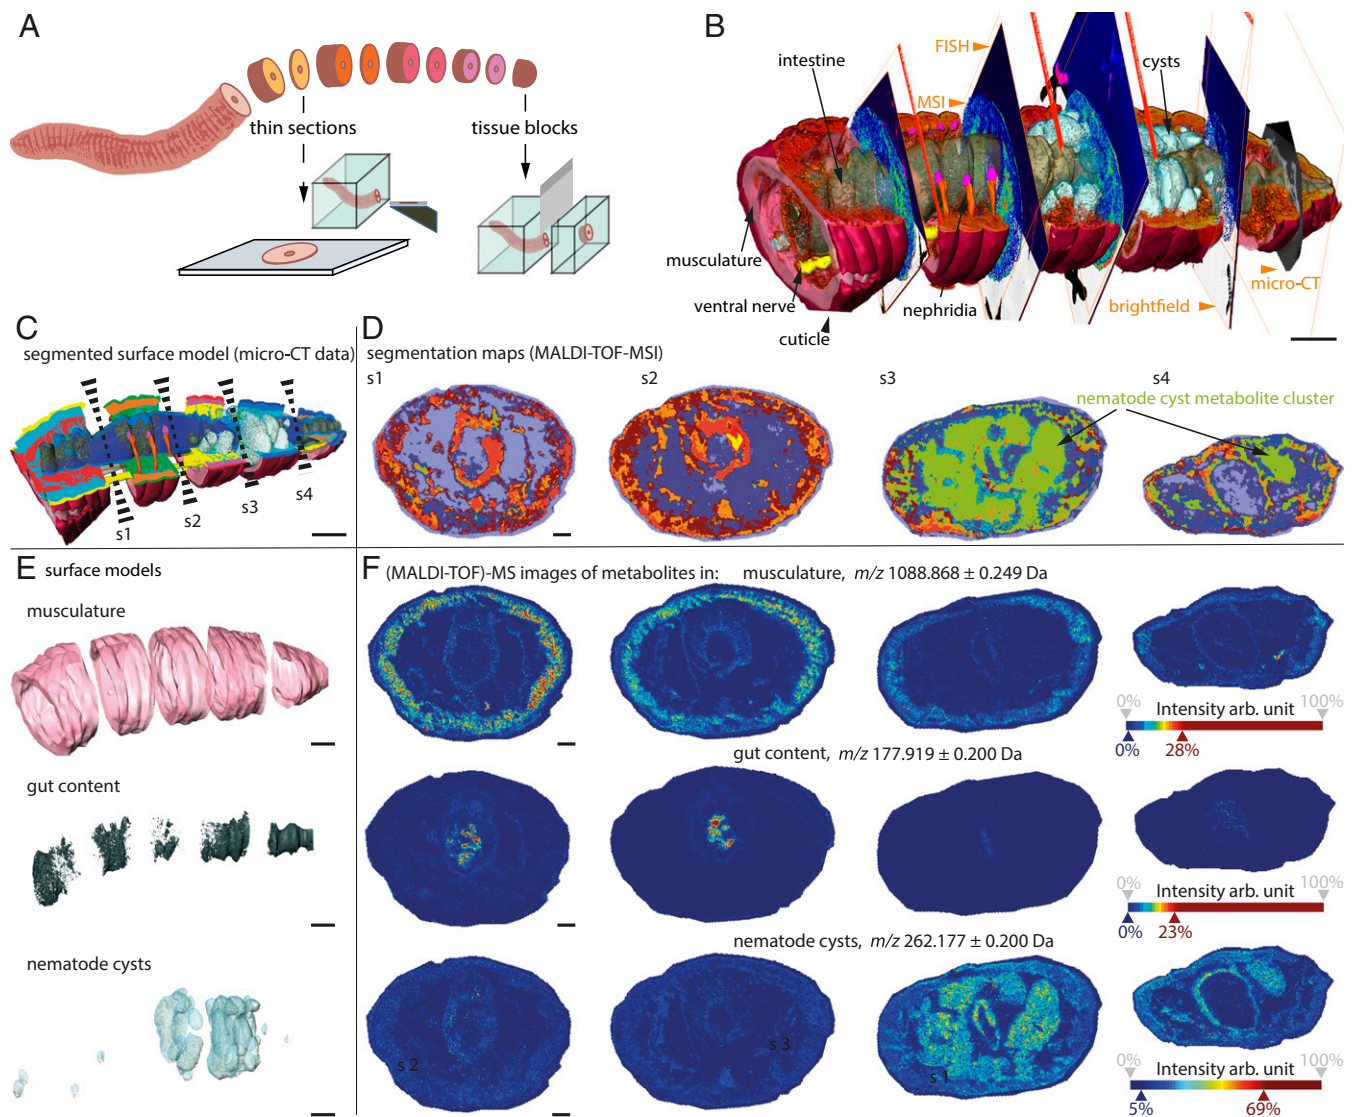 A
thin sections
tissue blocks
B
intestine
FISH
MSI
cysts
musculature
ventral nerve
cuticle
nephridia
brightfield
micro-CT
C
segmented surface model (micro-CT data)
s1
s2
s3
s4
D
segmentation maps (MALDI-TOF-MSI)
s1
s2
s3
s4
nematode cyst metabolite cluster
E surface models
musculature
gut content
nematode cysts
F (MALDI-TOF)-MS images of metabolites in: musculature, m/z 1088.868 ± 0.249 Da
0% 100%
Intensity arb. unit
0% 28%
gut content, m/z 177.919 ± 0.200 Da
0% 100%
Intensity arb. unit
0% 23%
nematode cysts, m/z 262.177 ± 0.200 Da
s 2
s 3
s 1
0% 100%
Intensity arb. unit
5% 69%